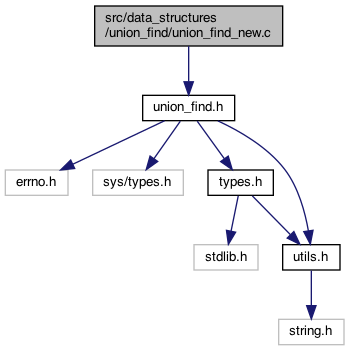 src/data_structures
/union_find/union_find_new.c
union_find.h
errno.h
sys/types.h
types.h
stdlib.h
utils.h
string.h